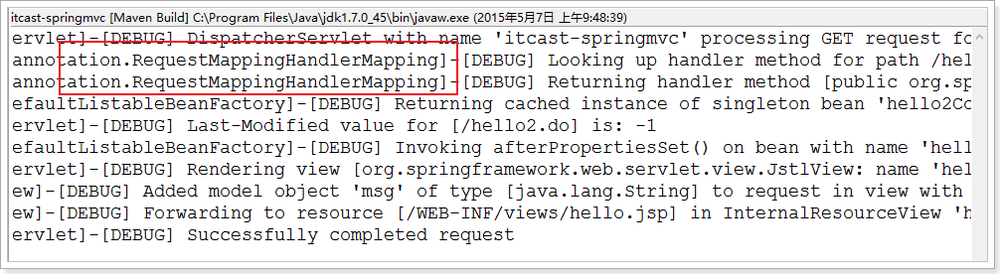 itcast-springmvc [Maven Build] C:\Program Files\Java\jdk1.7.0_45\bin\javaw.exe (2015年5月7日 上午9:48:39)
ervlet]-[DEBUG] DispatcherServlet with name 'itcast-springmvc' processing GET request fo
annotation.RequestMappingHandlerMapping]-[DEBUG] Looking up handler method for path /hel
annotation.RequestMappingHandlerMapping]-[DEBUG] Returning handler method [public org.sp
efaultListableBeanFactory]-[DEBUG] Returning cached instance of singleton bean 'hello2Co
ervlet]-[DEBUG] Last-Modified value for [/hello2.do] is: -1
efaultListableBeanFactory]-[DEBUG] Invoking afterPropertiesSet() on bean with name 'hell
ervlet]-[DEBUG] Rendering view [org.springframework.web.servlet.view.JstlView: name 'hel
ew]-[DEBUG] Added model object 'msg' of type [java.lang.String] to request in view with
ew]-[DEBUG] Forwarding to resource [/WEB-INF/views/hello.jsp] in InternalResourceView 'h
ervlet]-[DEBUG] Successfully completed request